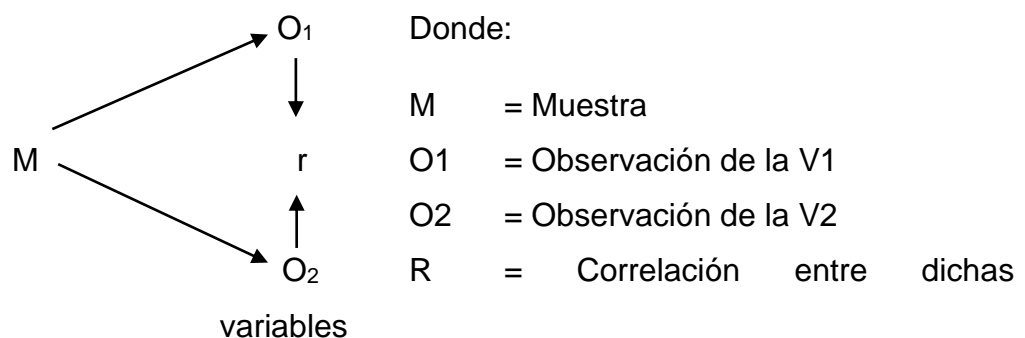 O1 Donde:
M = Muestra
M r O1 = Observación de la V1
O2 = Observación de la V2
O2 R = Correlación entre dichas
variables